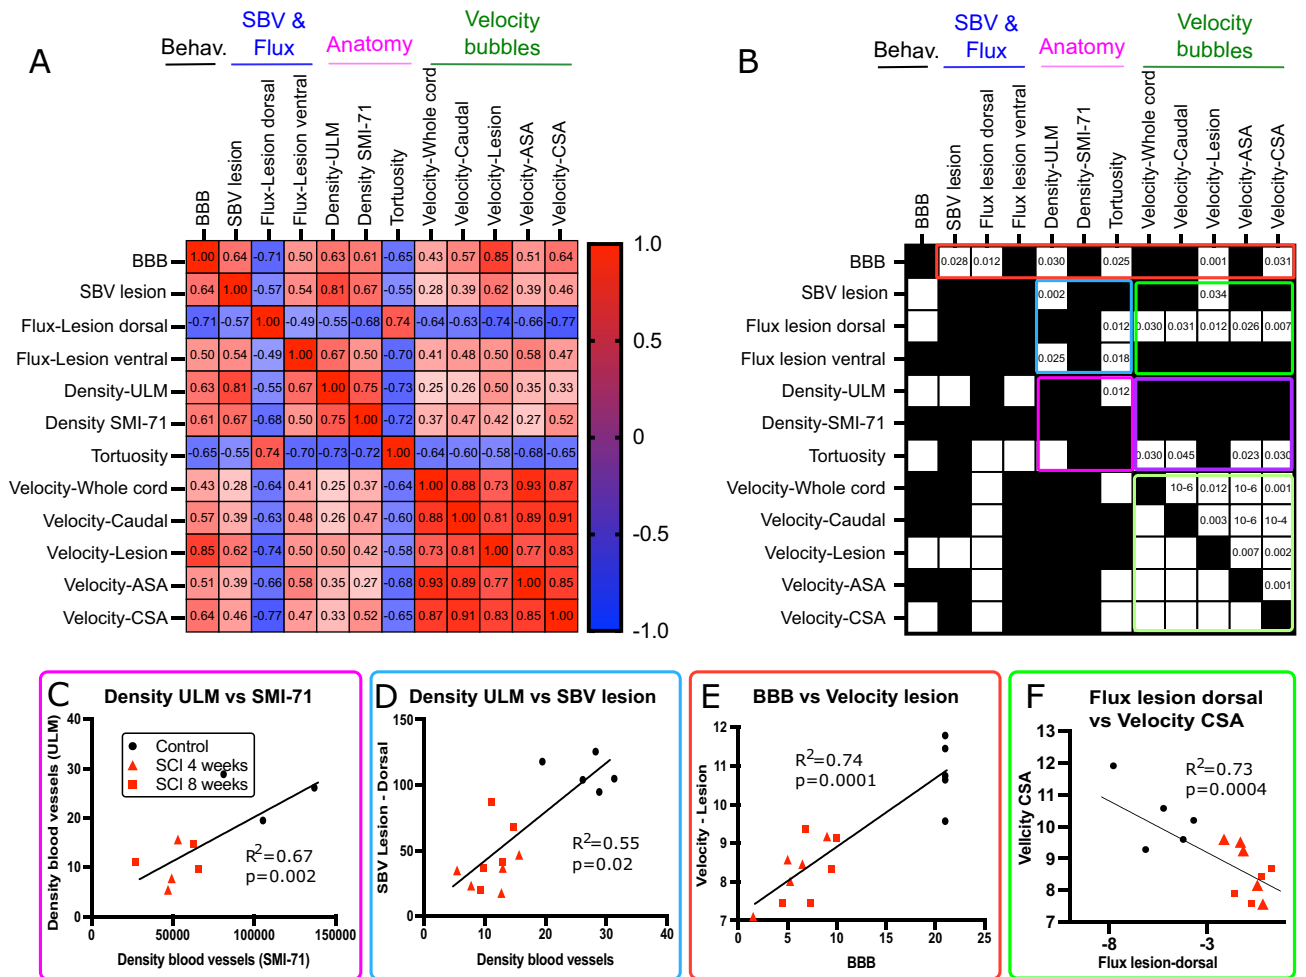 A
Behav.
SBV &
Flux
Anatomy
Velocity
bubbles
BBB
SBV lesion
Flux-Lesion dorsal
Flux-Lesion ventral
Density-ULM
Density SMI-71
Tortuosity
Velocity-Whole cord
Velocity-Caudal
Velocity-Lesion
Velocity-ASA
Velocity-CSA
BBB 1.00 0.64 -0.71 0.50 0.63 0.61 -0.65 0.43 0.57 0.85 0.51 0.64
SBV lesion 0.64 1.00 -0.57 0.54 0.81 0.67 -0.55 0.28 0.39 0.62 0.39 0.46
Flux-Lesion dorsal -0.71 -0.57 1.00 -0.49 -0.55 -0.68 0.74 -0.64 -0.63 -0.74 -0.66 -0.77
Flux-Lesion ventral 0.50 0.54 -0.49 1.00 0.67 0.50 -0.70 0.41 0.48 0.50 0.58 0.47
Density-ULM 0.63 0.81 -0.55 0.67 1.00 0.75 -0.73 0.25 0.26 0.50 0.35 0.33
Density SMI-71 0.61 0.67 -0.68 0.50 0.75 1.00 -0.72 0.37 0.47 0.42 0.27 0.52
Tortuosity -0.65 -0.55 0.74 -0.70 -0.73 -0.72 1.00 -0.64 -0.60 -0.58 -0.68 -0.65
Velocity-Whole cord 0.43 0.28 -0.64 0.41 0.25 0.37 -0.64 1.00 0.88 0.73 0.93 0.87
Velocity-Caudal 0.57 0.39 -0.63 0.48 0.26 0.47 -0.60 0.88 1.00 0.81 0.89 0.91
Velocity-Lesion 0.85 0.62 -0.74 0.50 0.50 0.42 -0.58 0.73 0.81 1.00 0.77 0.83
Velocity-ASA 0.51 0.39 -0.66 0.58 0.35 0.27 -0.68 0.93 0.89 0.77 1.00 0.85
Velocity-CSA 0.64 0.46 -0.77 0.47 0.33 0.52 -0.65 0.87 0.91 0.83 0.85 1.00
1.0
0.5
0
-0.5
-1.0
B
Behav.
SBV &
Flux
Anatomy
Velocity
bubbles
BBB
SBV lesion
Flux lesion dorsal
Flux lesion ventral
Density-ULM
Density-SMI-71
Tortuosity
Velocity-Whole cord
Velocity-Caudal
Velocity-Lesion
Velocity-ASA
Velocity-CSA
BBB 0.028 0.012 0.030 0.025 0.001 0.031
SBV lesion 0.002 0.034
Flux lesion dorsal 0.012 0.030 0.031 0.012 0.026 0.007
Flux lesion ventral 0.025 0.018
Density-ULM 0.012
Density-SMI-71
Tortuosity 0.030 0.045 0.023 0.030
Velocity-Whole cord 10-6 0.012 10-6 0.001
Velocity-Caudal 0.003 10-6 10-4
Velocity-Lesion 0.007 0.002
Velocity-ASA 0.001
Velocity-CSA
C Density ULM vs SMI-71
Density blood vessels (ULM)
40
30
20
10
0
Control
SCI 4 weeks
SCI 8 weeks
R2=0.67
p=0.002
0 50000 100000 150000
Density blood vessels (SMI-71)
D Density ULM vs SBV lesion
SBV Lesion - Dorsal
150
100
50
0
R2=0.55
p=0.02
0 10 20 30 40
Density blood vessels
E BBB vs Velocity lesion
Velocity - Lesion
12
11
10
9
8
7
R2=0.74
p=0.0001
0 5 10 15 20 25
BBB
F Flux lesion dorsal
vs Velocity CSA
Vellcity CSA
13
12
11
10
9
8
7
R2=0.73
p=0.0004
-8 -3
Flux lesion-dorsal